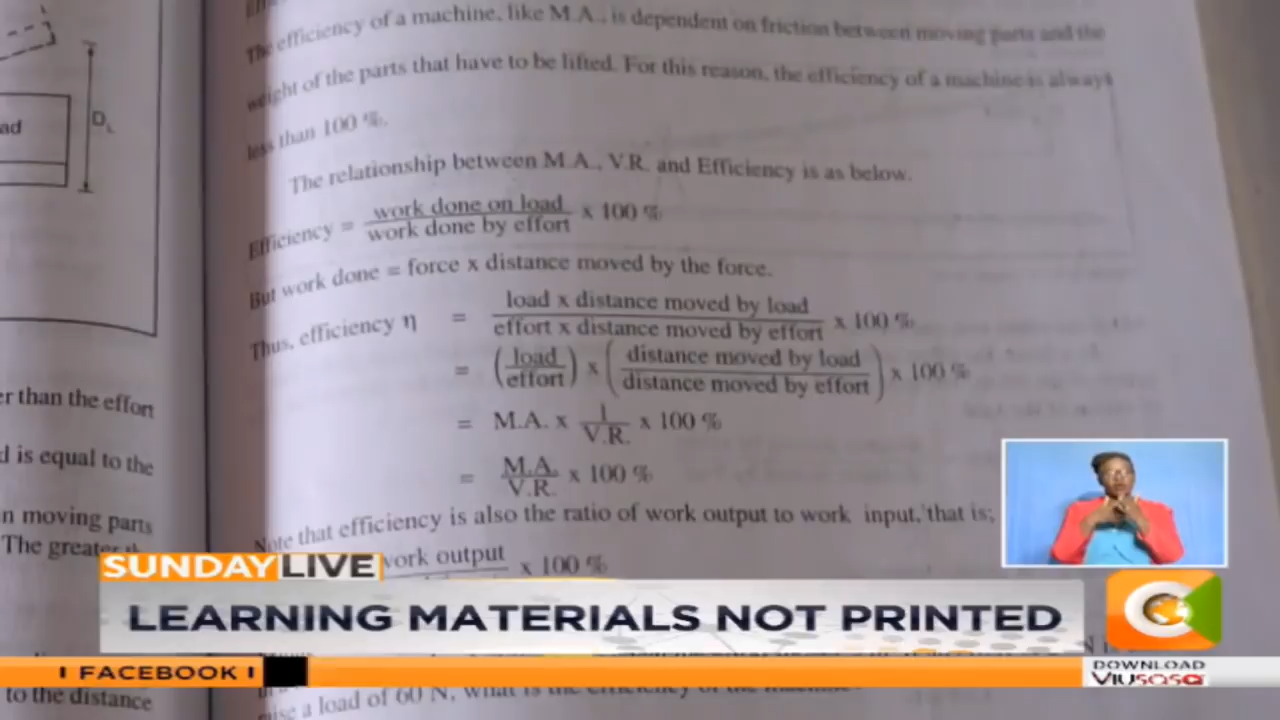 ad
D_L
er than the effort
d is equal to the
n moving parts
The greater
to the distance
The efficiency of a machine, like M.A., is dependent on friction between moving parts and the
weight of the parts that have to be lifted. For this reason, the efficiency of a machine is always
less than 100 %.
The relationship between M.A., V.R. and Efficiency is as below.
Efficiency = work done on load / work done by effort x 100 %
But work done = force x distance moved by the force.
Thus, efficiency η = load x distance moved by load / effort x distance moved by effort x 100 %
= (load / effort) x (distance moved by load / distance moved by effort) x 100 %
= M.A. x 1 / V.R. x 100 %
= M.A. / V.R. x 100 %
Note that efficiency is also the ratio of work output to work input, that is;
work output x 100 %
raise a load of 60 N, what is the efficiency of the machine
SUNDAY LIVE
LEARNING MATERIALS NOT PRINTED
FACEBOOK
DOWNLOAD
VIUSASA